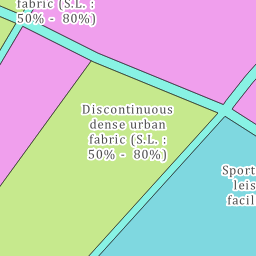 fabric (S.L. :
50% - 80%)
Discontinuous
dense urban
fabric (S.L. :
50% - 80%)
Sport
leis
facil